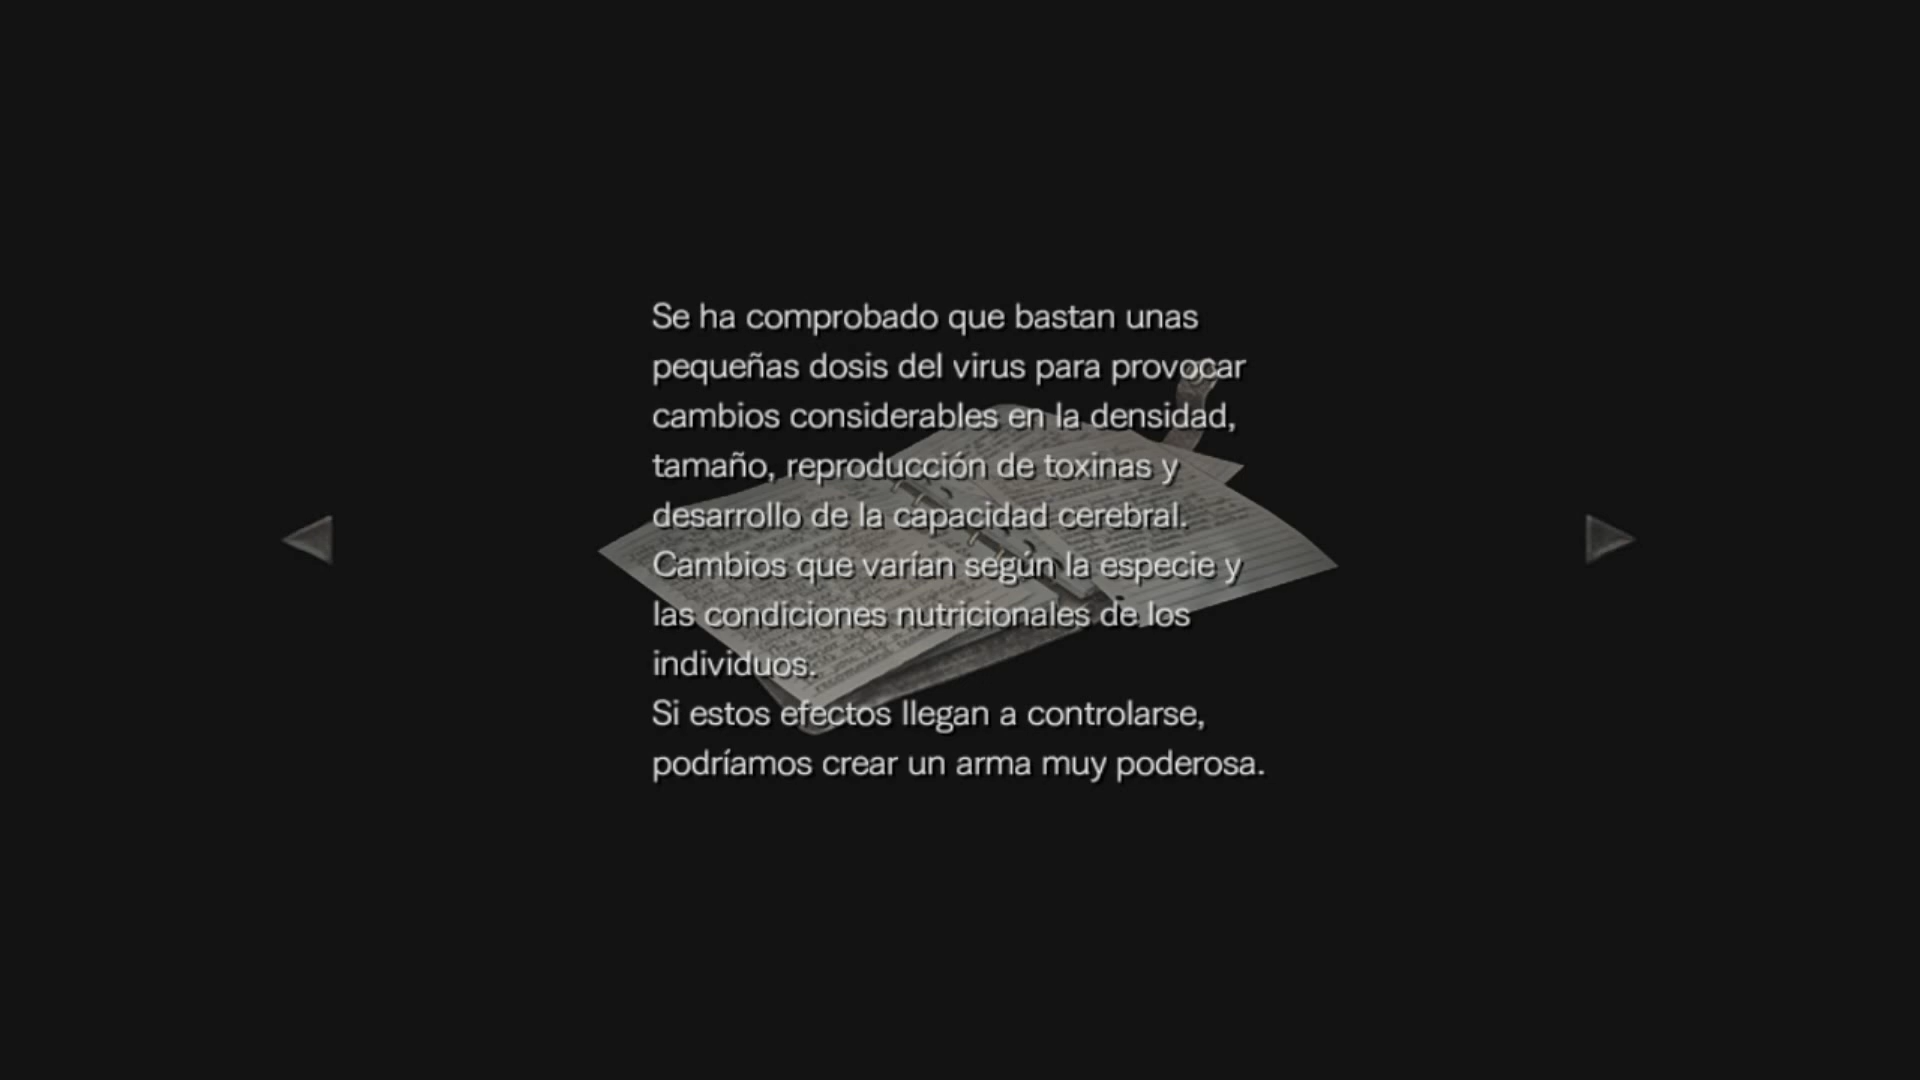 Se ha comprobado que bastan unas
pequeñas dosis del virus para provocar
cambios considerables en la densidad,
tamaño, reproducción de toxinas y
desarrollo de la capacidad cerebral.
Cambios que varían según la especie y
las condiciones nutricionales de los
individuos.
Si estos efectos llegan a controlarse,
podríamos crear un arma muy poderosa.